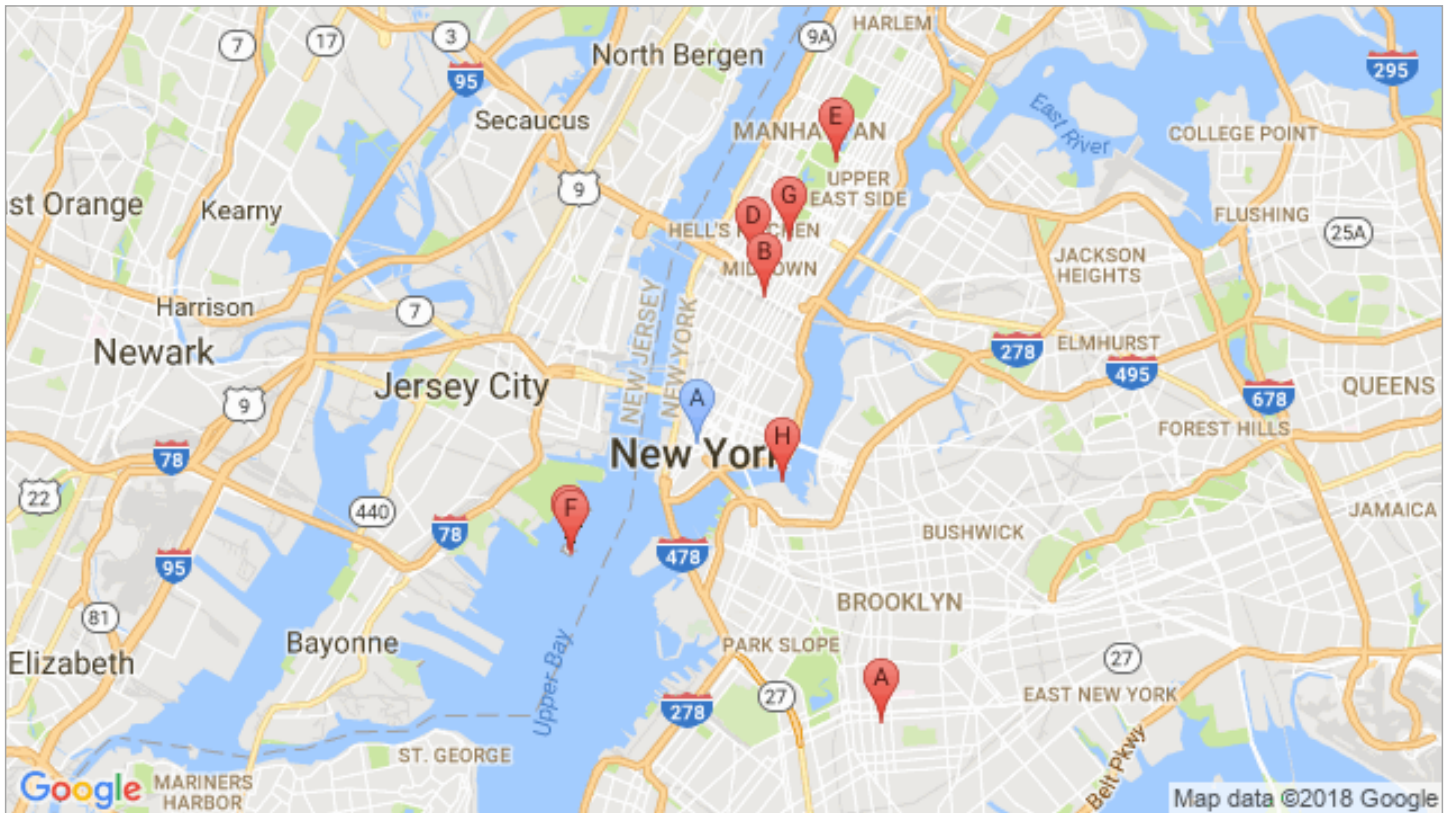 HARLEM
9A
17
3
7
North Bergen
95
295
Secaucus
E
MANHATTAN
East River
COLLEGE POINT
9
UPPER
EAST SIDE
st Orange
Kearny
G
D
HELL'S KITCHEN
FLUSHING
25A
B
MIDTOWN
JACKSON
HEIGHTS
Harrison
7
NEW JERSEY
NEW YORK
Newark
278
ELMHURST
495
Jersey City
QUEENS
9
A
678
FOREST HILLS
New York
H
78
22
440
F
78
JAMAICA
BUSHWICK
478
95
BROOKLYN
81
Bayonne
PARK SLOPE
Elizabeth
Upper Bay
A
27
27
EAST NEW YORK
278
ST. GEORGE
Belt Pkwy
MARINERS
HARBOR
Google
Map data ©2018 Google